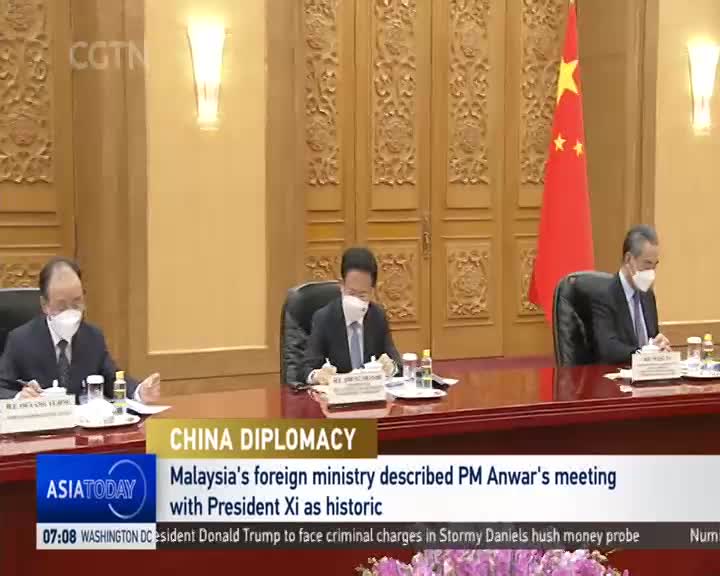 CGTN
CHINA DIPLOMACY
Malaysia's foreign ministry described PM Anwar's meeting
with President Xi as historic
ASIA TODAY
07:08 WASHINGTON DC esident Donald Trump to face criminal charges in Stormy Daniels hush money probe Num